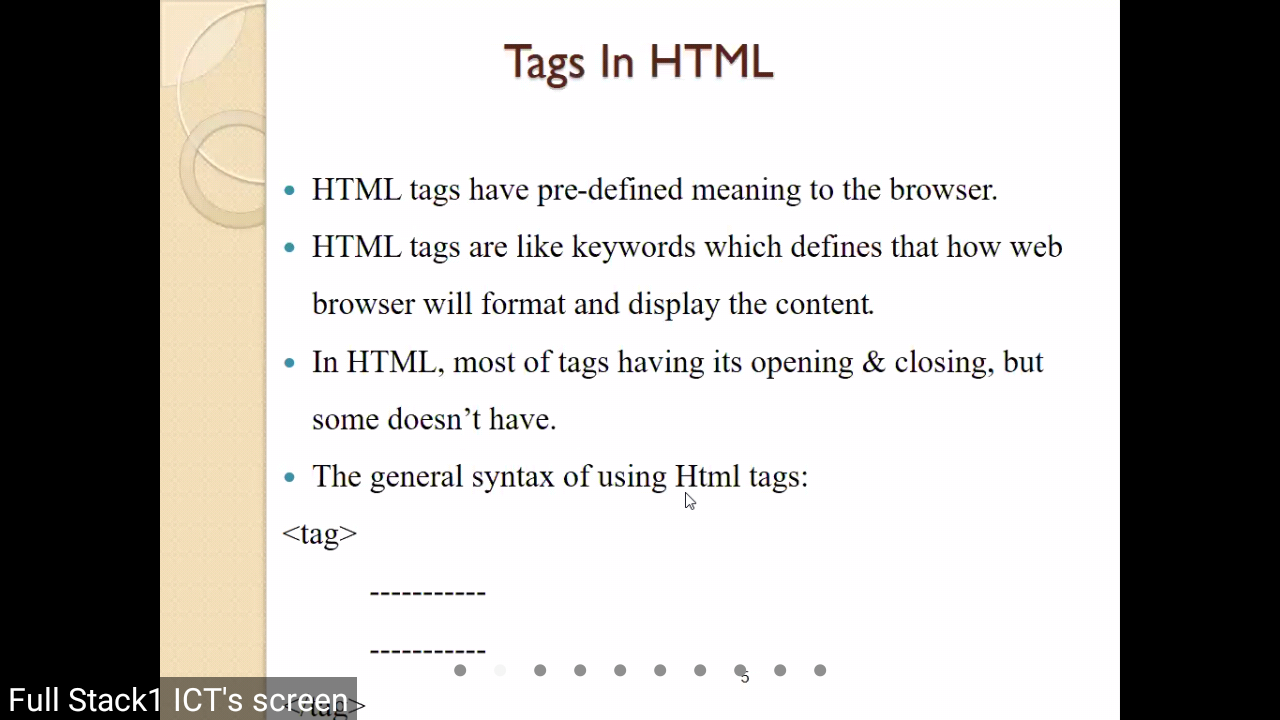 Tags In HTML
HTML tags have pre-defined meaning to the browser.
HTML tags are like keywords which defines that how web
browser will format and display the content.
In HTML, most of tags having its opening & closing, but
some doesn’t have.
The general syntax of using Html tags:
<tag>
-----------
-----------
5
</tag>
Full Stack1 ICT's screen